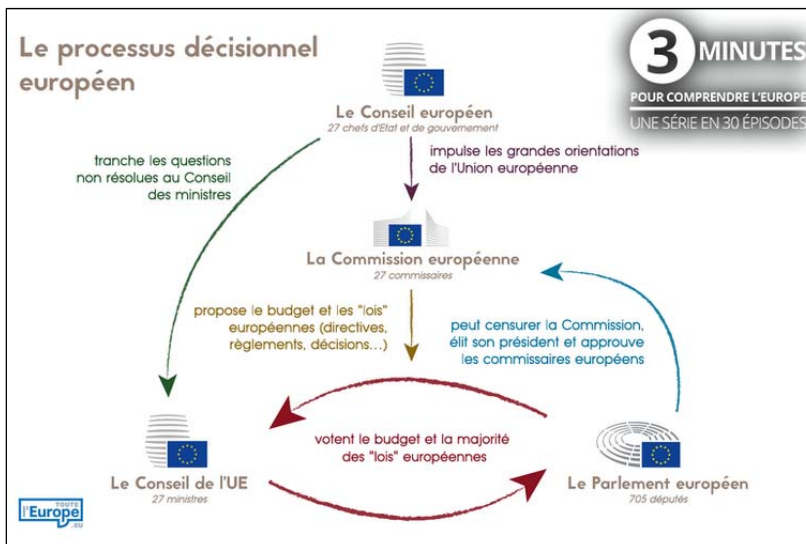 Le processus décisionnel
européen
3 MINUTES
POUR COMPRENDRE L'EUROPE
UNE SÉRIE EN 30 ÉPISODES
Le Conseil européen
27 chefs d'Etat et de gouvernement
tranche les questions
non résolues au Conseil
des ministres
impulse les grandes orientations
de l'Union européenne
La Commission européenne
27 commissaires
propose le budget et les "lois"
européennes (directives,
règlements, décisions...)
peut censurer la Commission,
élit son président et approuve
les commissaires européens
votent le budget et la majorité
des "lois" européennes
Le Conseil de l'UE
27 ministres
Le Parlement européen
705 députés
TOUTE
l'Europe
.EU